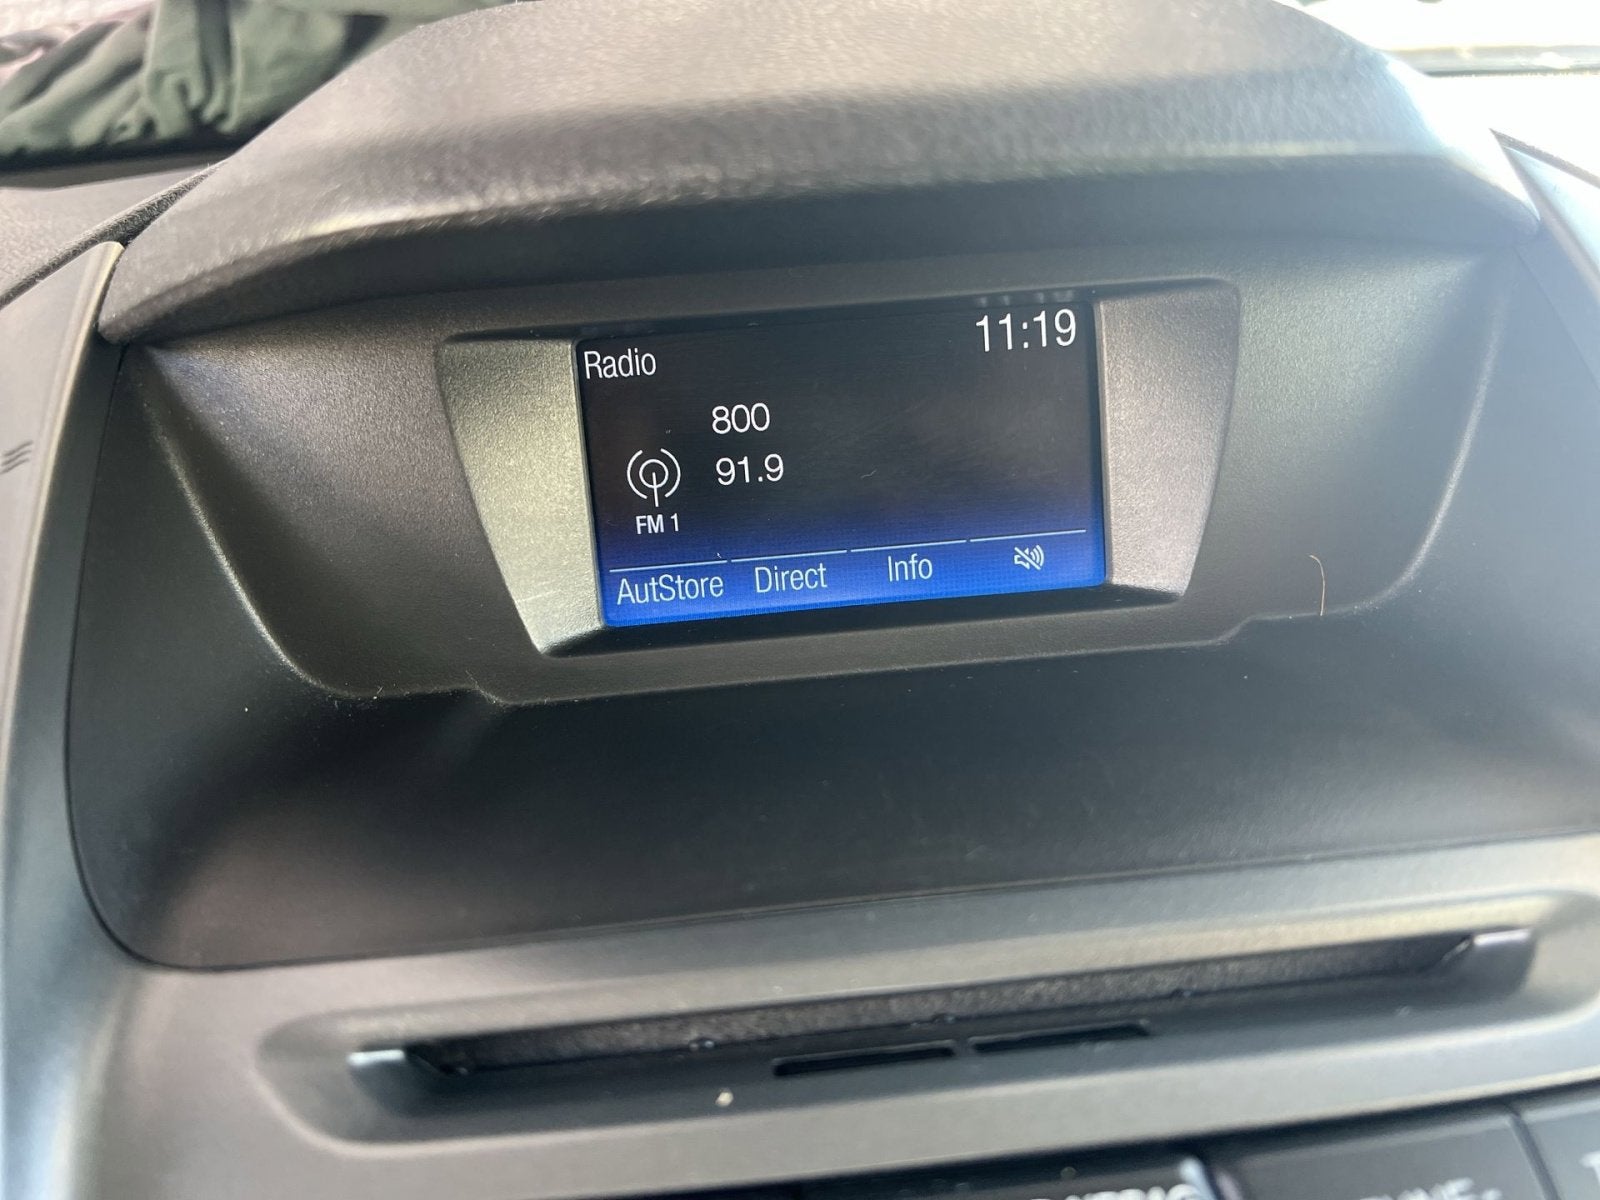 Radio
11:19
800
91.9
FM 1
AutStore Direct Info